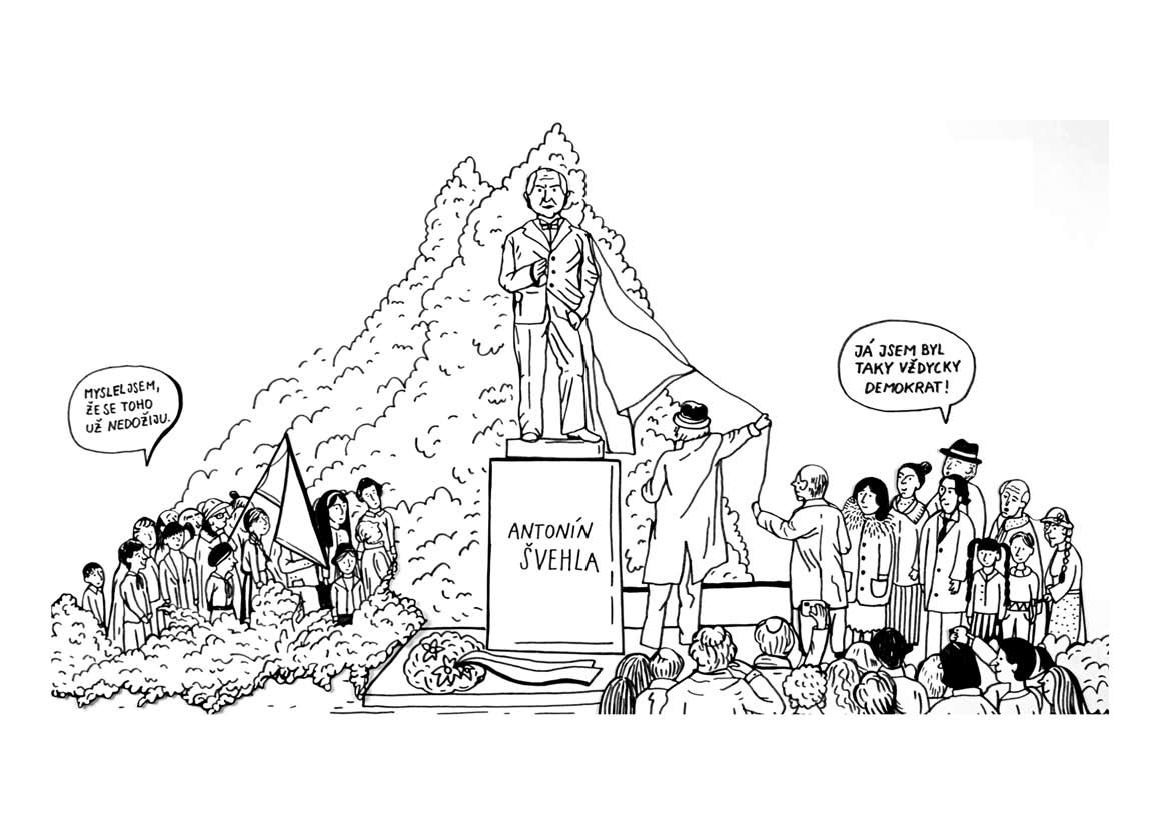 MYSLEL JSEM,
ŽE SE TOHO
UŽ NEDOŽIJU.
JÁ JSEM BYL
TAKY VŽDYCKY
DEMOKRAT!
ANTONÍN
ŠVEHLA